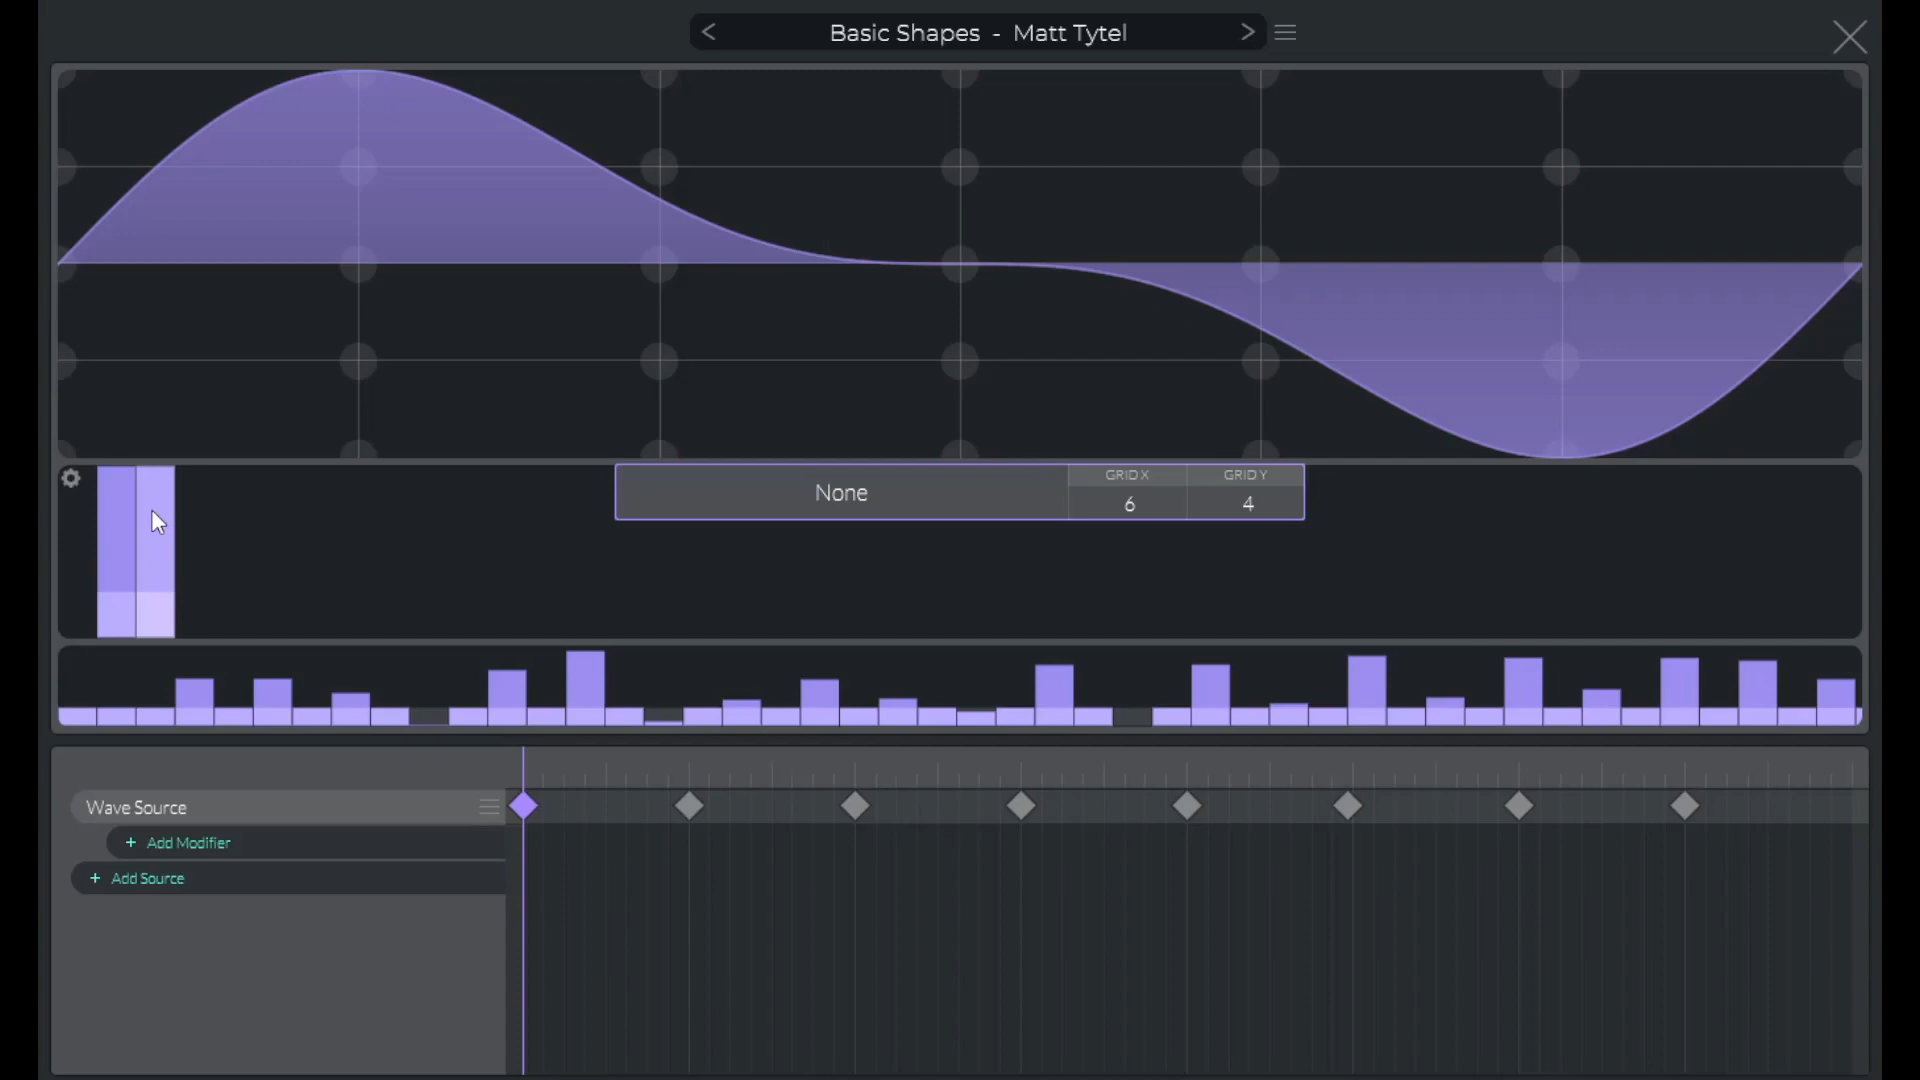 Basic Shapes - Matt Tytel
None
GRID X
GRID Y
6
4
Wave Source
+ Add Modifier
+ Add Source